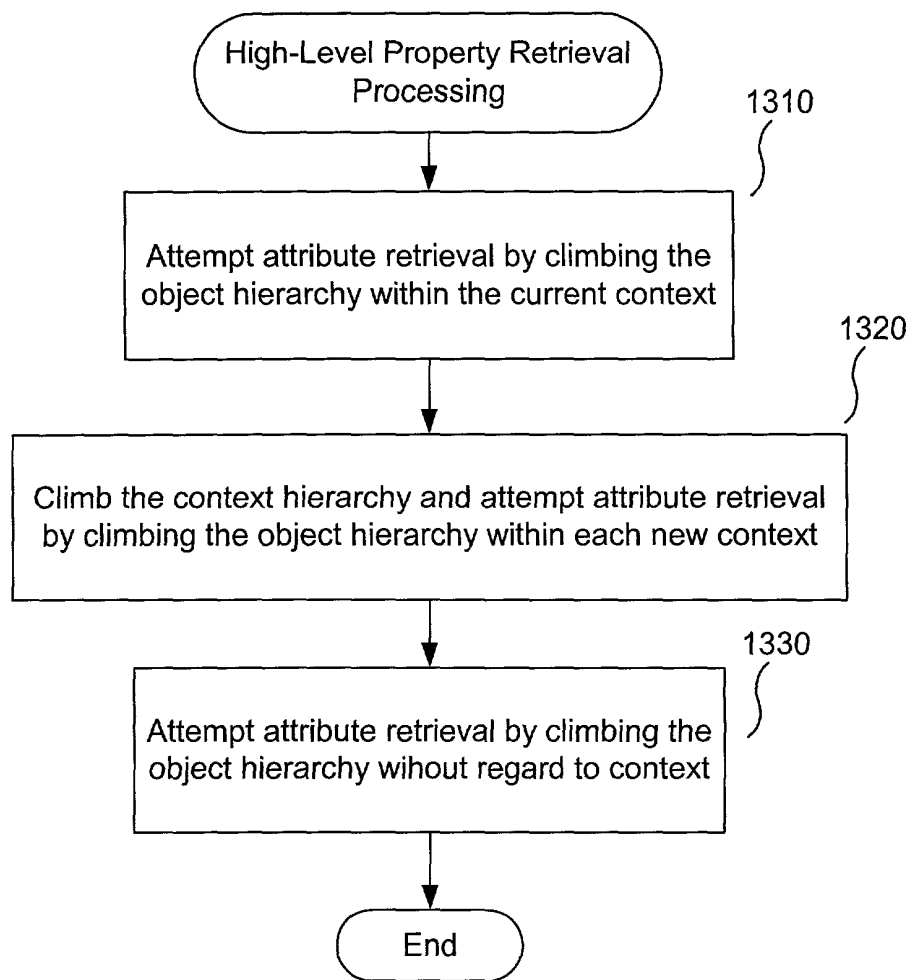 High-Level Property Retrieval
Processing
1310
Attempt attribute retrieval by climbing the
object hierarchy within the current context
1320
Climb the context hierarchy and attempt attribute retrieval
by climbing the object hierarchy within each new context
1330
Attempt attribute retrieval by climbing the
object hierarchy wihout regard to context
End